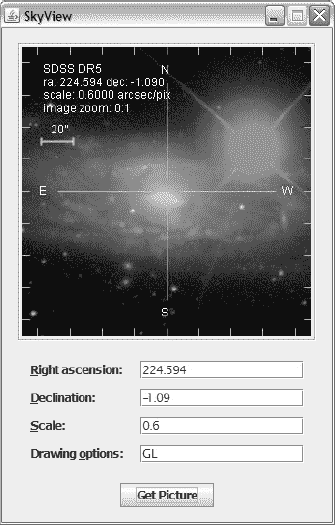 SkyView
SDSS DR5
ra: 224.594 dec: -1.090
scale: 0.6000 arcsec/pix
image zoom: 0:1
N
20"
E
W
S
Right ascension: 224.594
Declination: -1.09
Scale: 0.6
Drawing options: GL
Get Picture